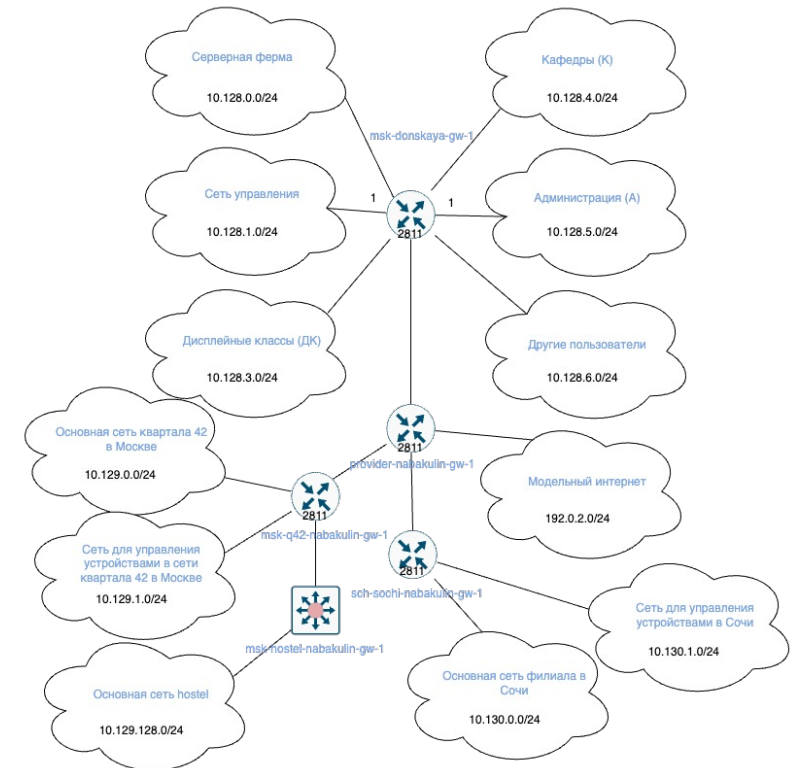 Серверная ферма
10.128.0.0/24
Кафедры (К)
10.128.4.0/24
msk-donskaya-gw-1
Сеть управления
10.128.1.0/24
1
1
Администрация (А)
10.128.5.0/24
2811
Дисплейные классы (ДК)
10.128.3.0/24
Другие пользователи
10.128.6.0/24
Основная сеть квартала 42
в Москве
10.129.0.0/24
2811
provider-nabakulin-gw-1
Модельный интернет
192.0.2.0/24
2811
msk-q42-nabakulin-gw-1
Сеть для управления
устройствами в сети
квартала 42 в Москве
10.129.1.0/24
2811
sch-sochi-nabakulin-gw-1
Сеть для управления
устройствами в Сочи
10.130.1.0/24
msk-hostel-nabakulin-gw-1
Основная сеть hostel
10.129.128.0/24
Основная сеть филиала в
Сочи
10.130.0.0/24